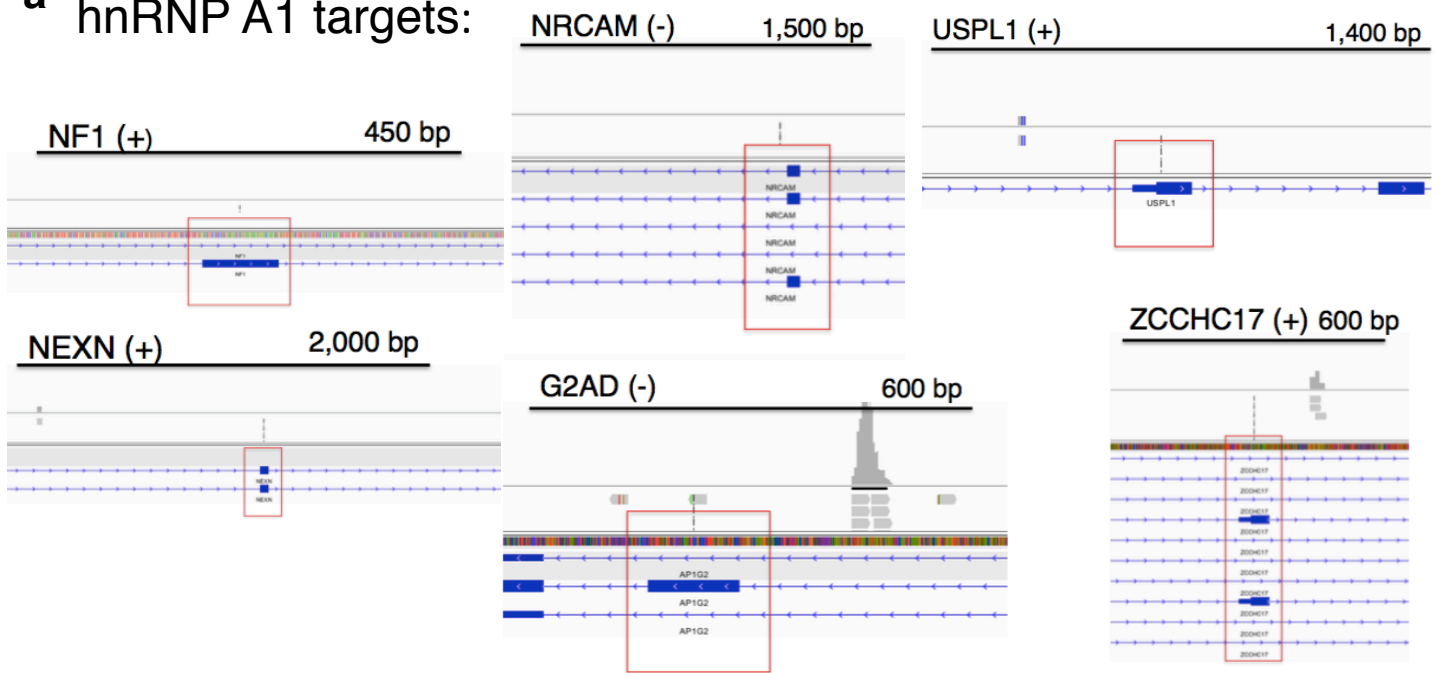 a hnRNP A1 targets:
NF1 (+) 450 bp
NF1
NF1
NRCAM (-) 1,500 bp
NRCAM
NRCAM
NRCAM
NRCAM
NRCAM
USPL1 (+) 1,400 bp
USPL1
NEXN (+) 2,000 bp
NEXN
NEXN
G2AD (-) 600 bp
AP1G2
AP1G2
AP1G2
ZCCHC17 (+) 600 bp
ZCCHC17
ZCCHC17
ZCCHC17
ZCCHC17
ZCCHC17
ZCCHC17
ZCCHC17
ZCCHC17
ZCCHC17
ZCCHC17